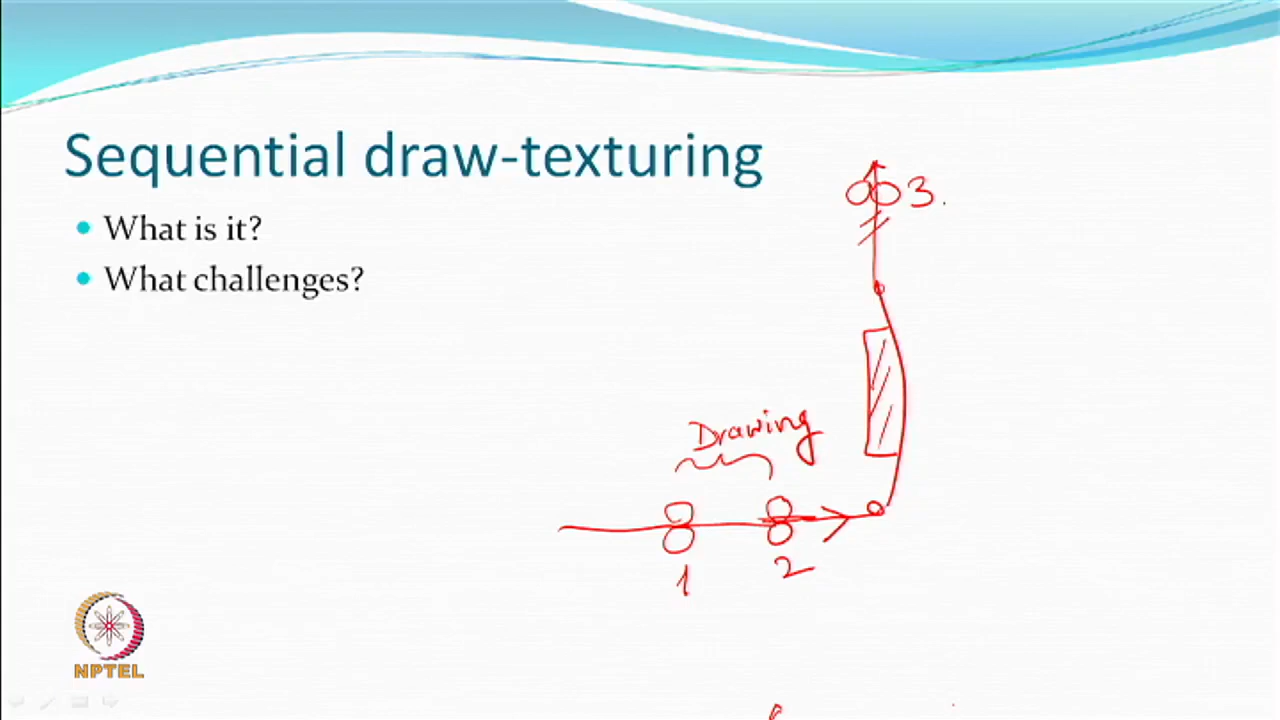 Sequential draw-texturing
What is it?
What challenges?
3.
Drawing
1
2
NPTEL